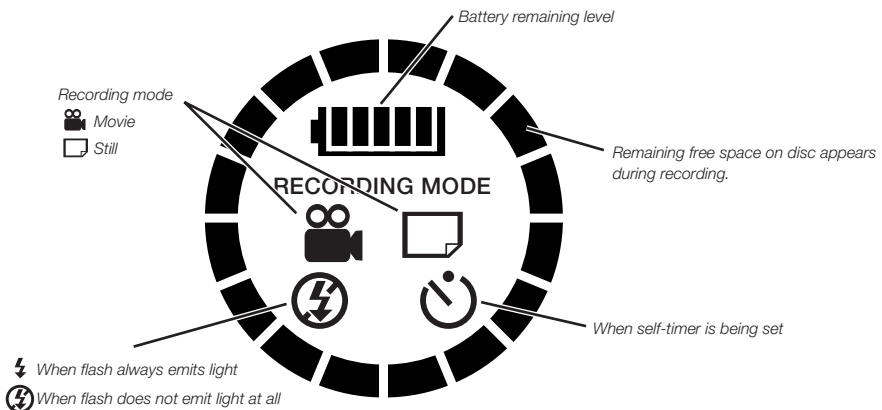 Battery remaining level
Recording mode
Movie
Still
Remaining free space on disc appears
during recording.
RECORDING MODE
When self-timer is being set
When flash always emits light
When flash does not emit light at all